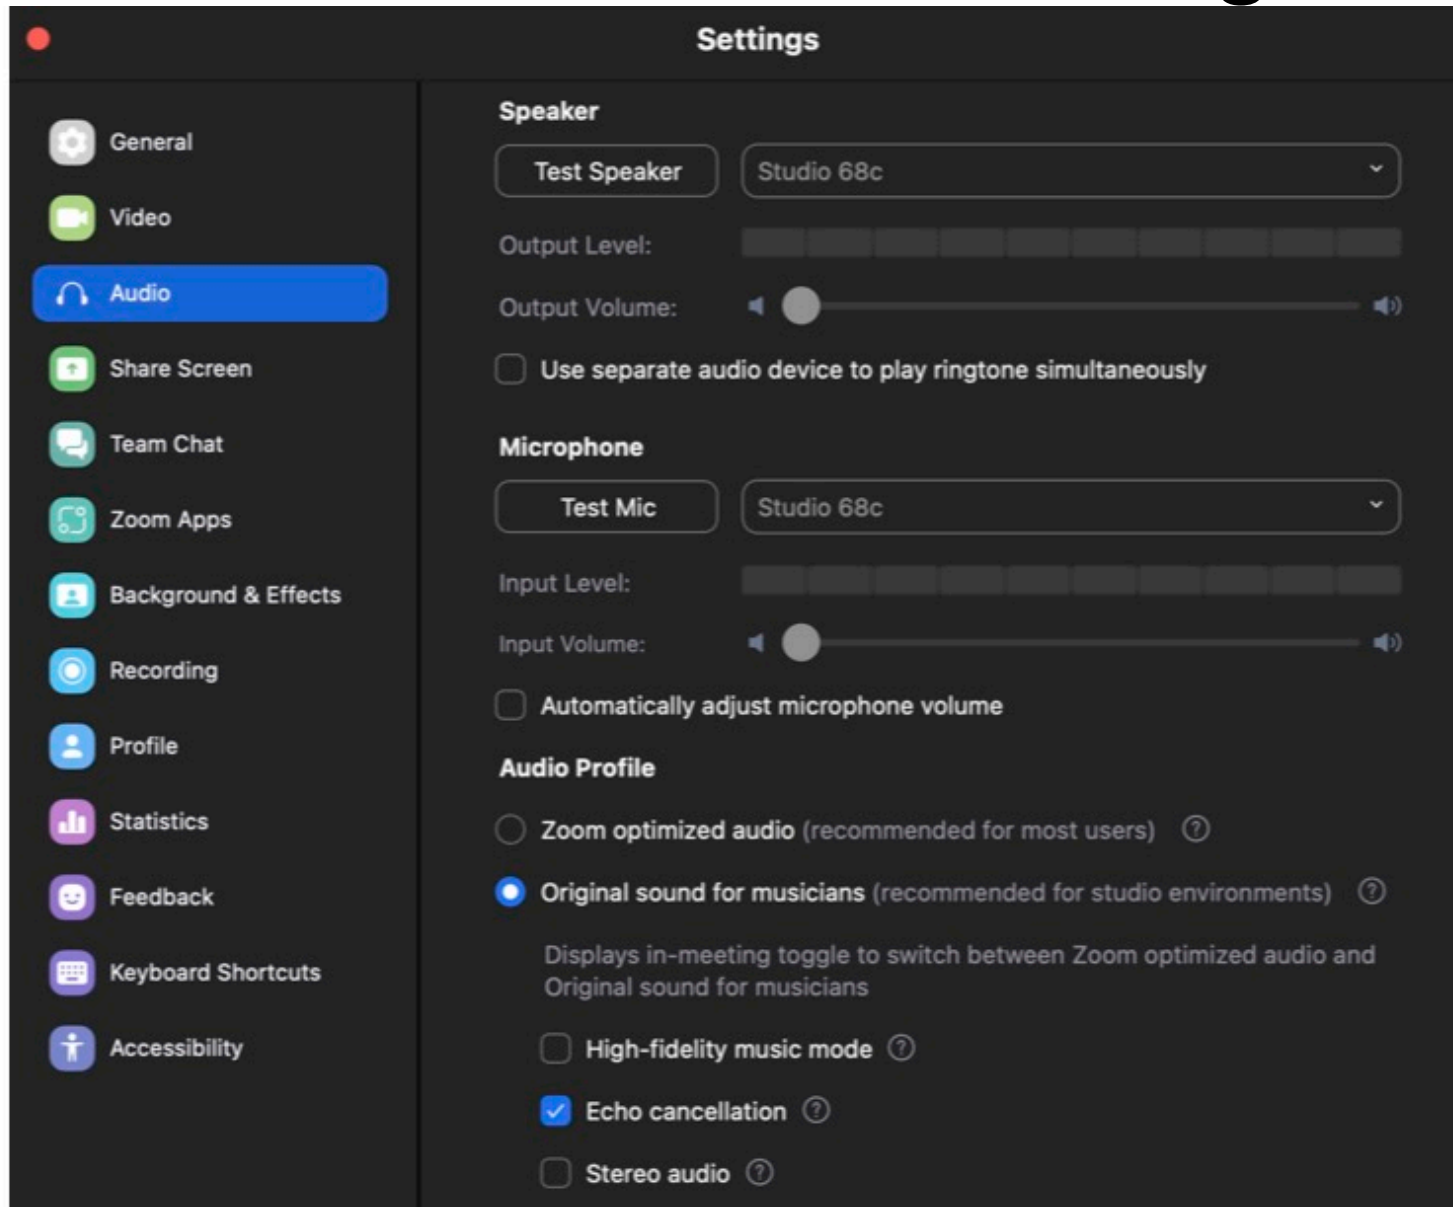 Settings
General
Video
Audio
Share Screen
Team Chat
Zoom Apps
Background & Effects
Recording
Profile
Statistics
Feedback
Keyboard Shortcuts
Accessibility
Speaker
Test Speaker
Studio 68c
Output Level:
Output Volume:
Use separate audio device to play ringtone simultaneously
Microphone
Test Mic
Studio 68c
Input Level:
Input Volume:
Automatically adjust microphone volume
Audio Profile
Zoom optimized audio (recommended for most users) ?
Original sound for musicians (recommended for studio environments) ?
Displays in-meeting toggle to switch between Zoom optimized audio and
Original sound for musicians
High-fidelity music mode ?
Echo cancellation ?
Stereo audio ?